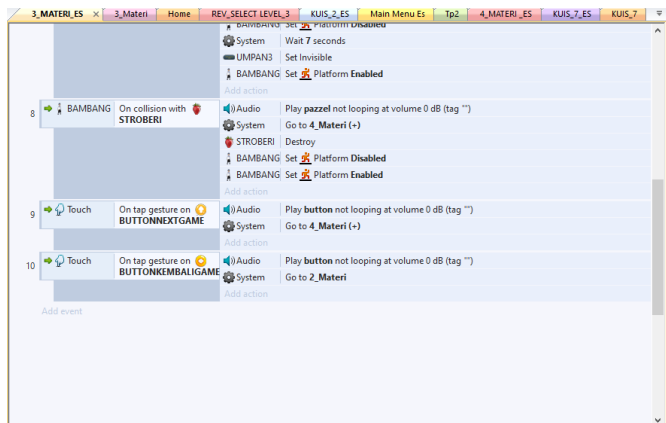 3_MATERI_ES × 3_Materi Home REV_SELECT LEVEL_3 KUIS_2_ES Main Menu Es Tp2 4_MATERI_ES KUIS_7_ES KUIS_7
BAMBANG Set Platform Disabled
System Wait 7 seconds
UMPAN3 Set Invisible
BAMBANG Set Platform Enabled
Add action
8 BAMBANG On collision with STROBERI
Audio Play pazzel not looping at volume 0 dB (tag "")
System Go to 4_Materi (+)
STROBERI Destroy
BAMBANG Set Platform Disabled
BAMBANG Set Platform Enabled
Add action
9 Touch On tap gesture on BUTTONNEXTGAME
Audio Play button not looping at volume 0 dB (tag "")
System Go to 4_Materi (+)
Add action
10 Touch On tap gesture on BUTTONKEMBALIGAME
Audio Play button not looping at volume 0 dB (tag "")
System Go to 2_Materi
Add action
Add event